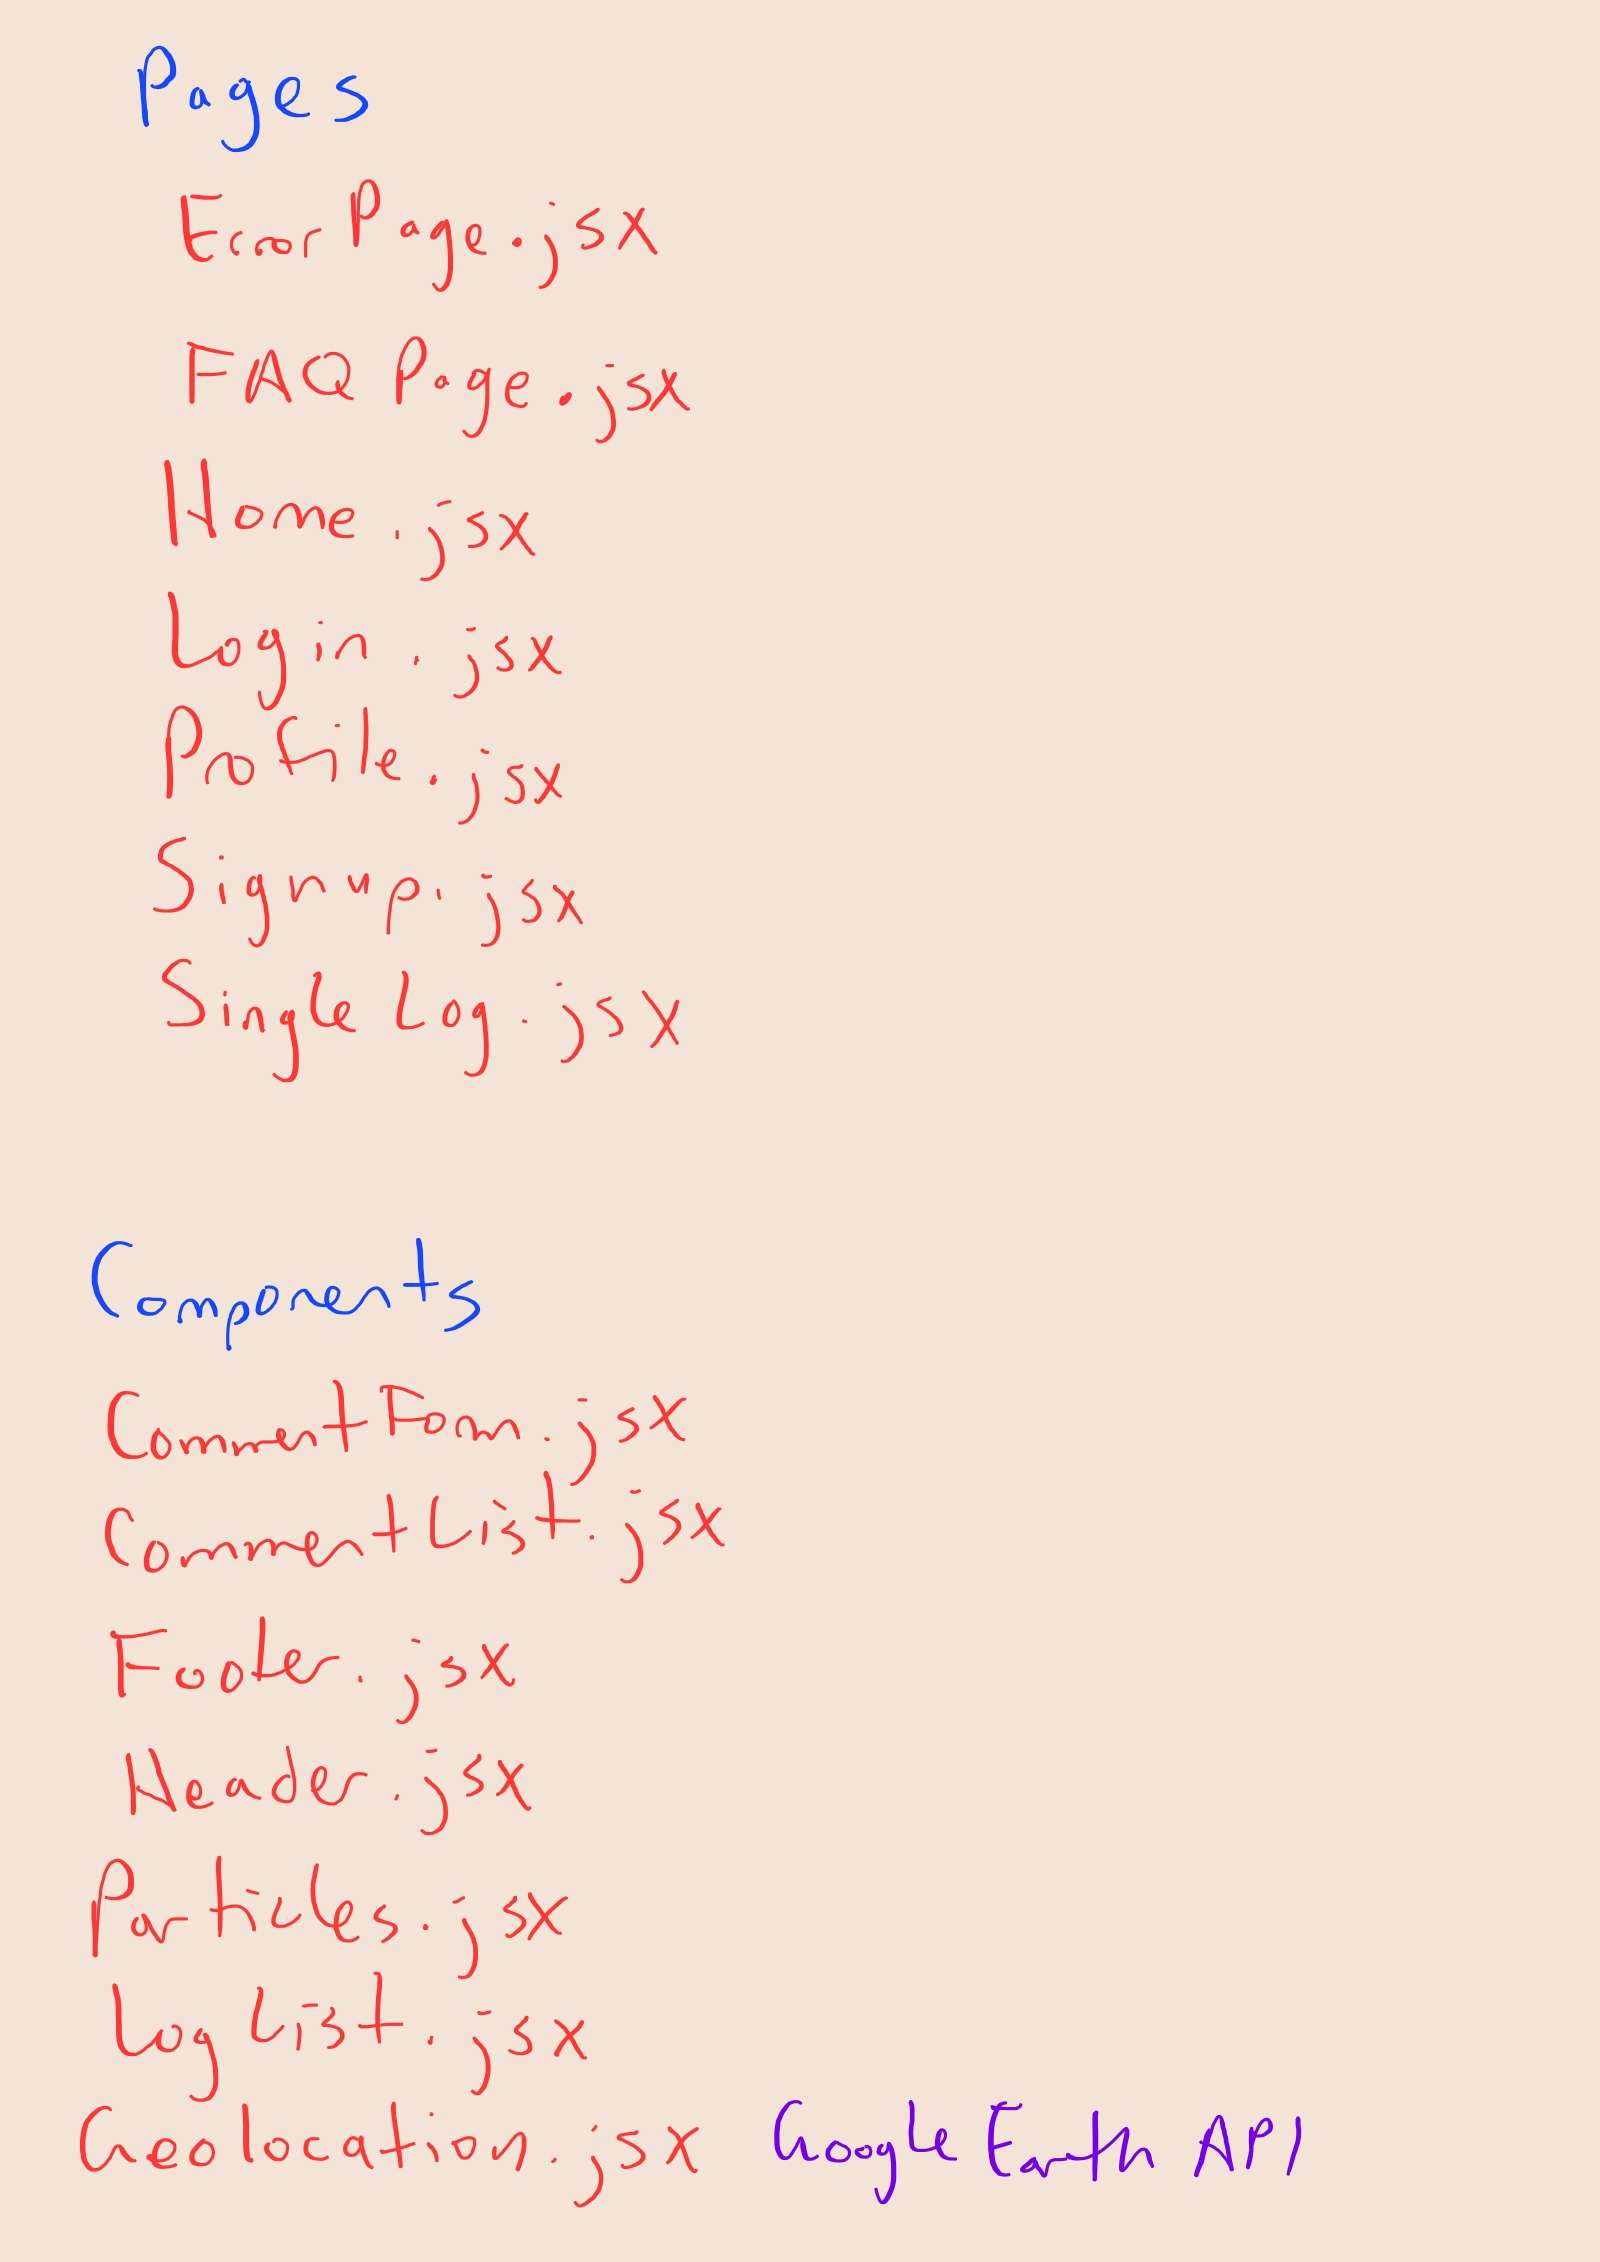 Pages
ErrorPage.jsx
FAQ Page.jsx
Home.jsx
Login.jsx
Profile.jsx
Signup.jsx
Single Log.jsx
Components
CommentForm.jsx
CommentList.jsx
Footer.jsx
Header.jsx
Particles.jsx
Log List.jsx
Geolocation.jsx Google Earth API